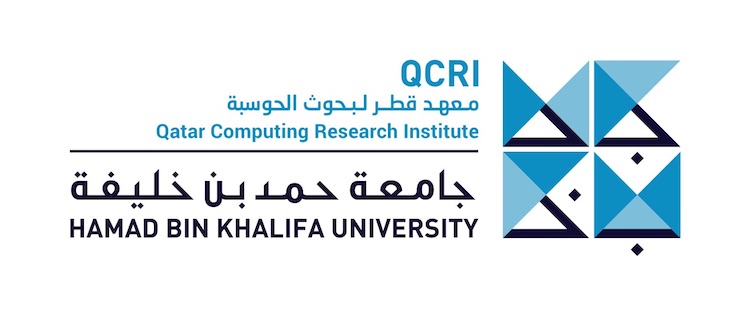 QCRI
معهد قطر لبحوث الحوسبة
Qatar Computing Research Institute
جامعة حمد بن خليفة
HAMAD BIN KHALIFA UNIVERSITY